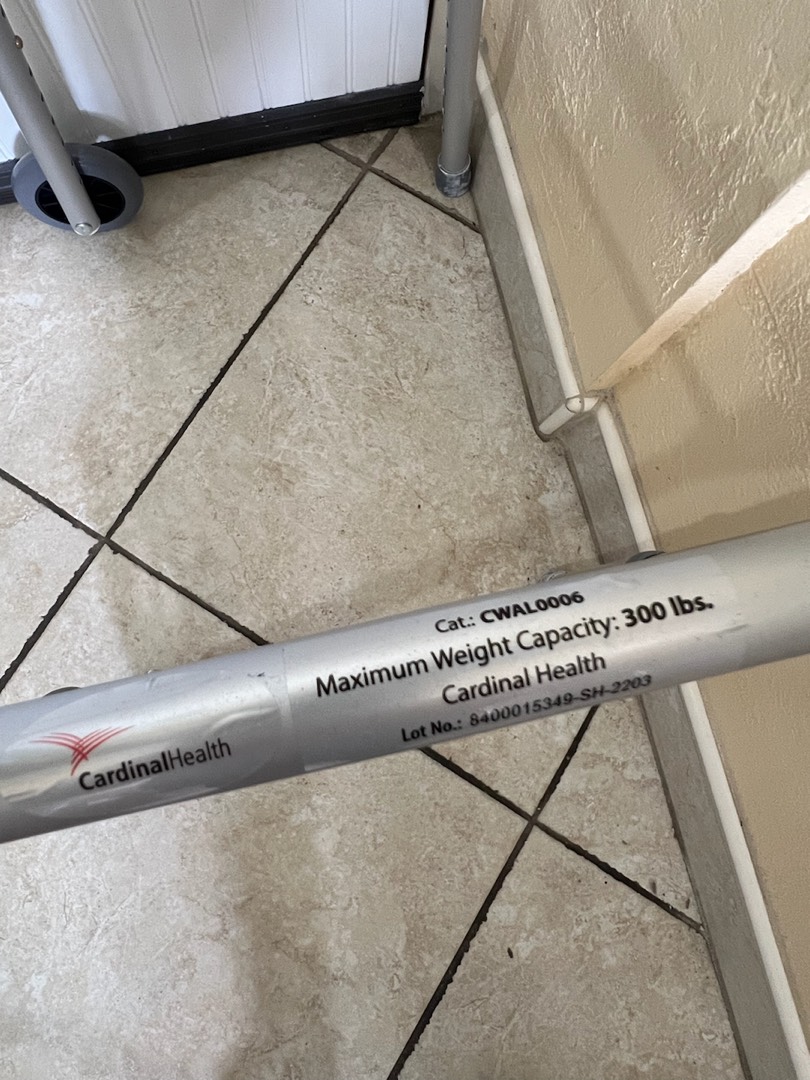 Cat.: CWAL0006
Maximum Weight Capacity: 300 lbs.
Cardinal Health
Lot No.: 8400015349-SH-2203
CardinalHealth